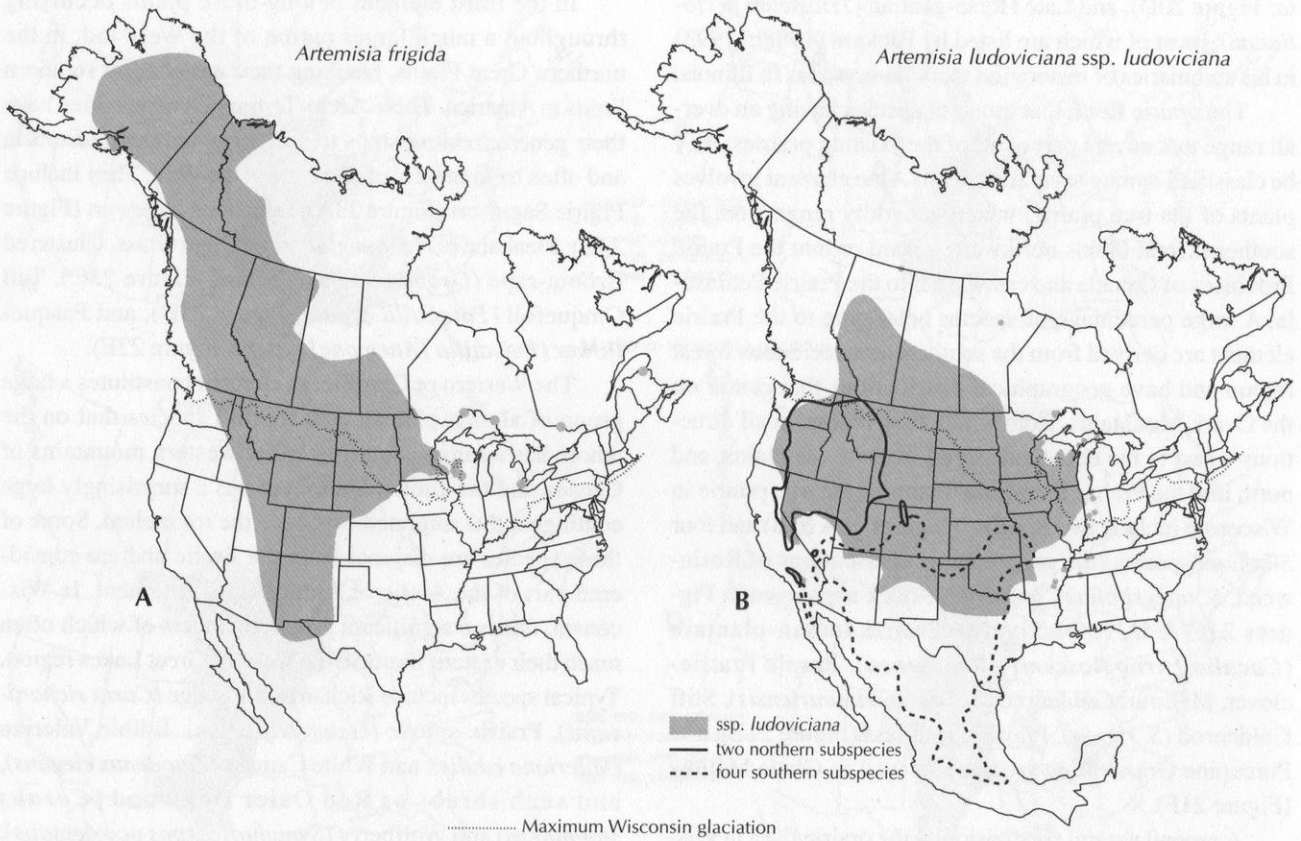 Artemisia frigida
Artemisia ludoviciana ssp. ludoviciana
A
B
ssp. ludoviciana
two northern subspecies
four southern subspecies
Maximum Wisconsin glaciation